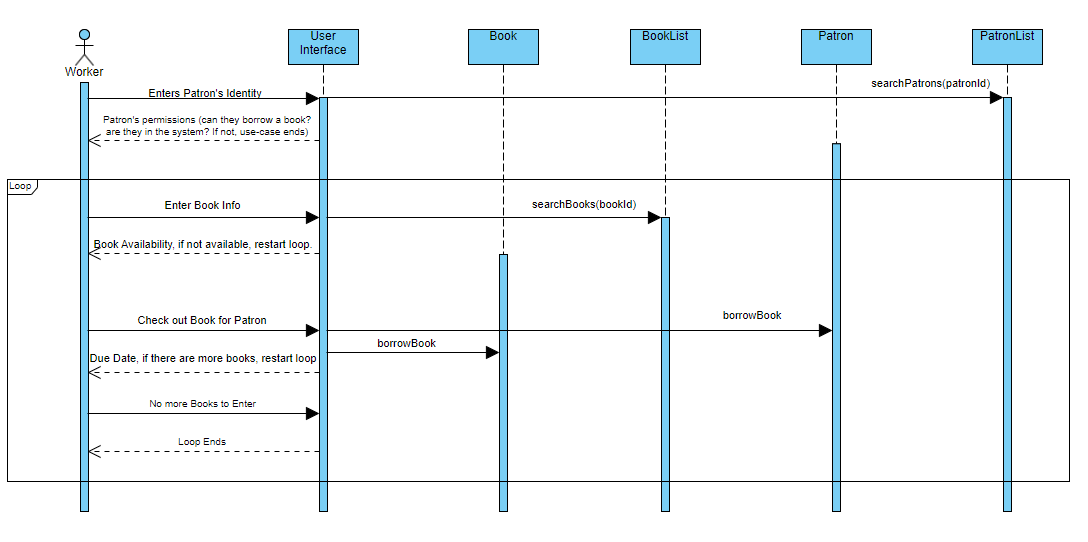 User
Interface
Book
BookList
Patron
PatronList
Worker
searchPatrons(patronId)
Enters Patron's Identity
Patron's permissions (can they borrow a book?
are they in the system? If not, use-case ends)
Loop
Enter Book Info
searchBooks(bookId)
Book Availability, if not available, restart loop.
Check out Book for Patron
borrowBook
borrowBook
Due Date, if there are more books, restart loop
No more Books to Enter
Loop Ends